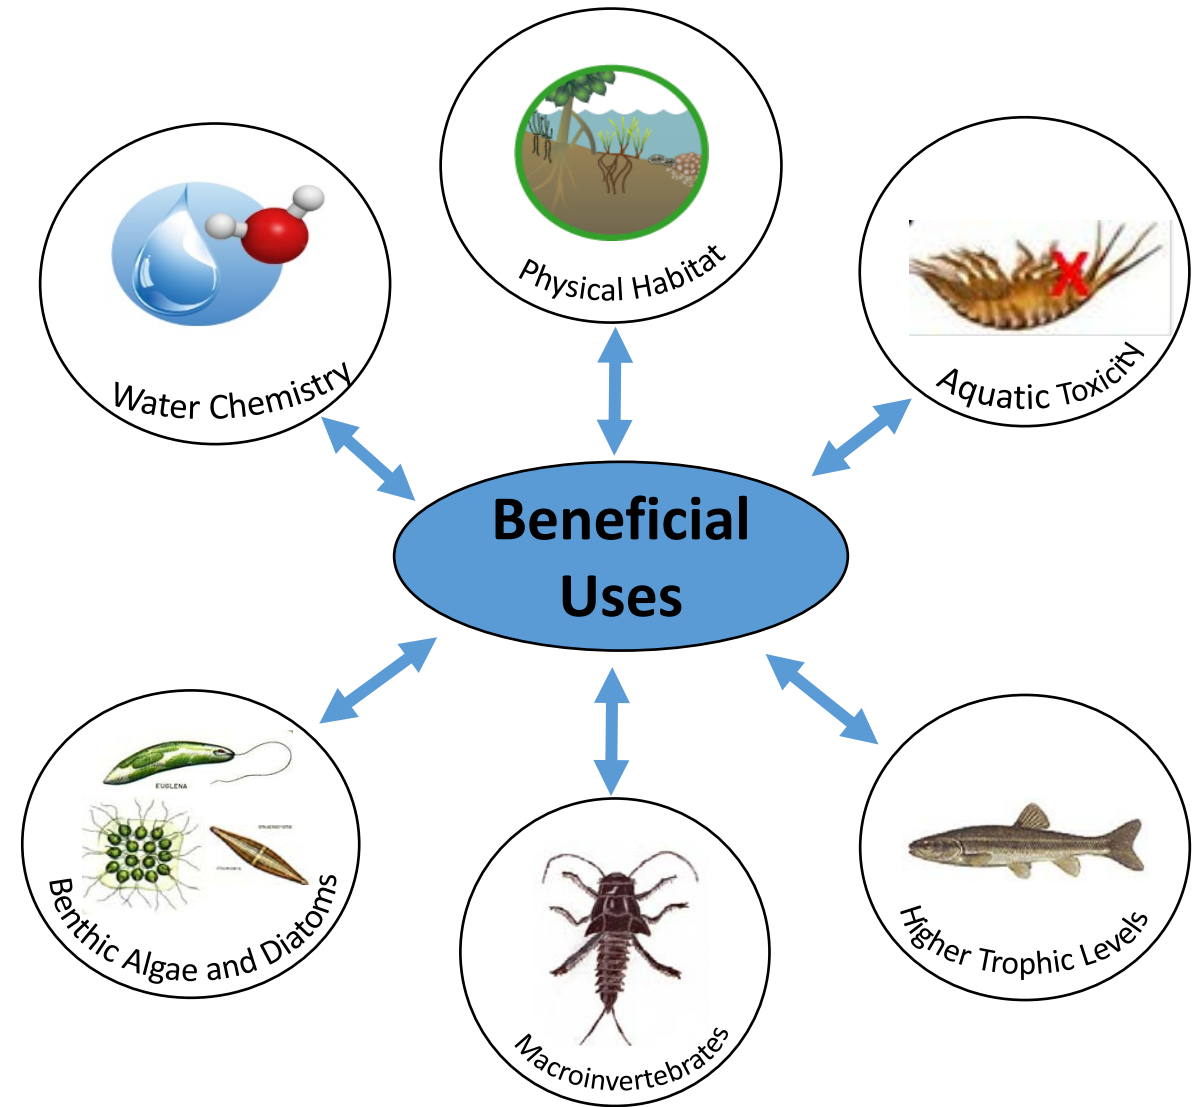 Physical Habitat
Water Chemistry
Aquatic Toxicity
X
Beneficial
Uses
EUGLENA
Benthic Algae and Diatoms
Macroinvertebrates
Higher Trophic Levels